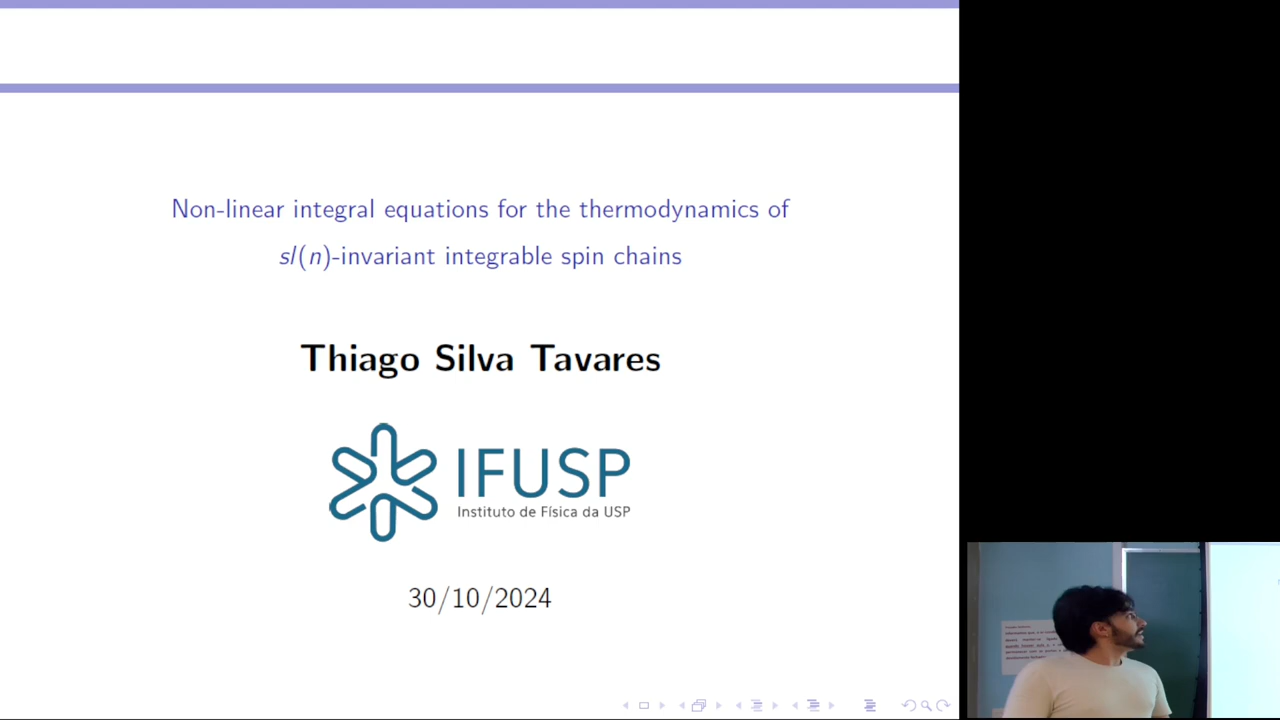 Non-linear integral equations for the thermodynamics of
sl(n)-invariant integrable spin chains
Thiago Silva Tavares
IFUSP
Instituto de Física da USP
30/10/2024